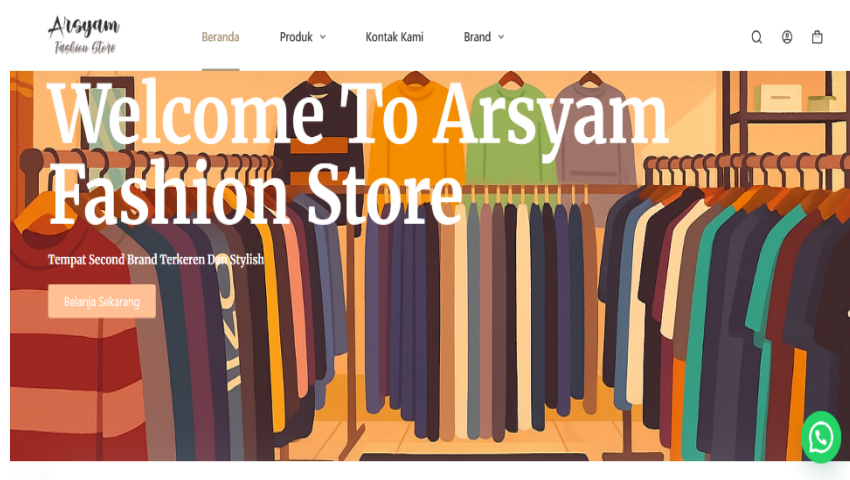 Arsyam
Fashion Store
Beranda
Produk
Kontak Kami
Brand
Welcome To Arsyam
Fashion Store
Tempat Second Brand Terkeren Dan Stylish
Belanja Sekarang